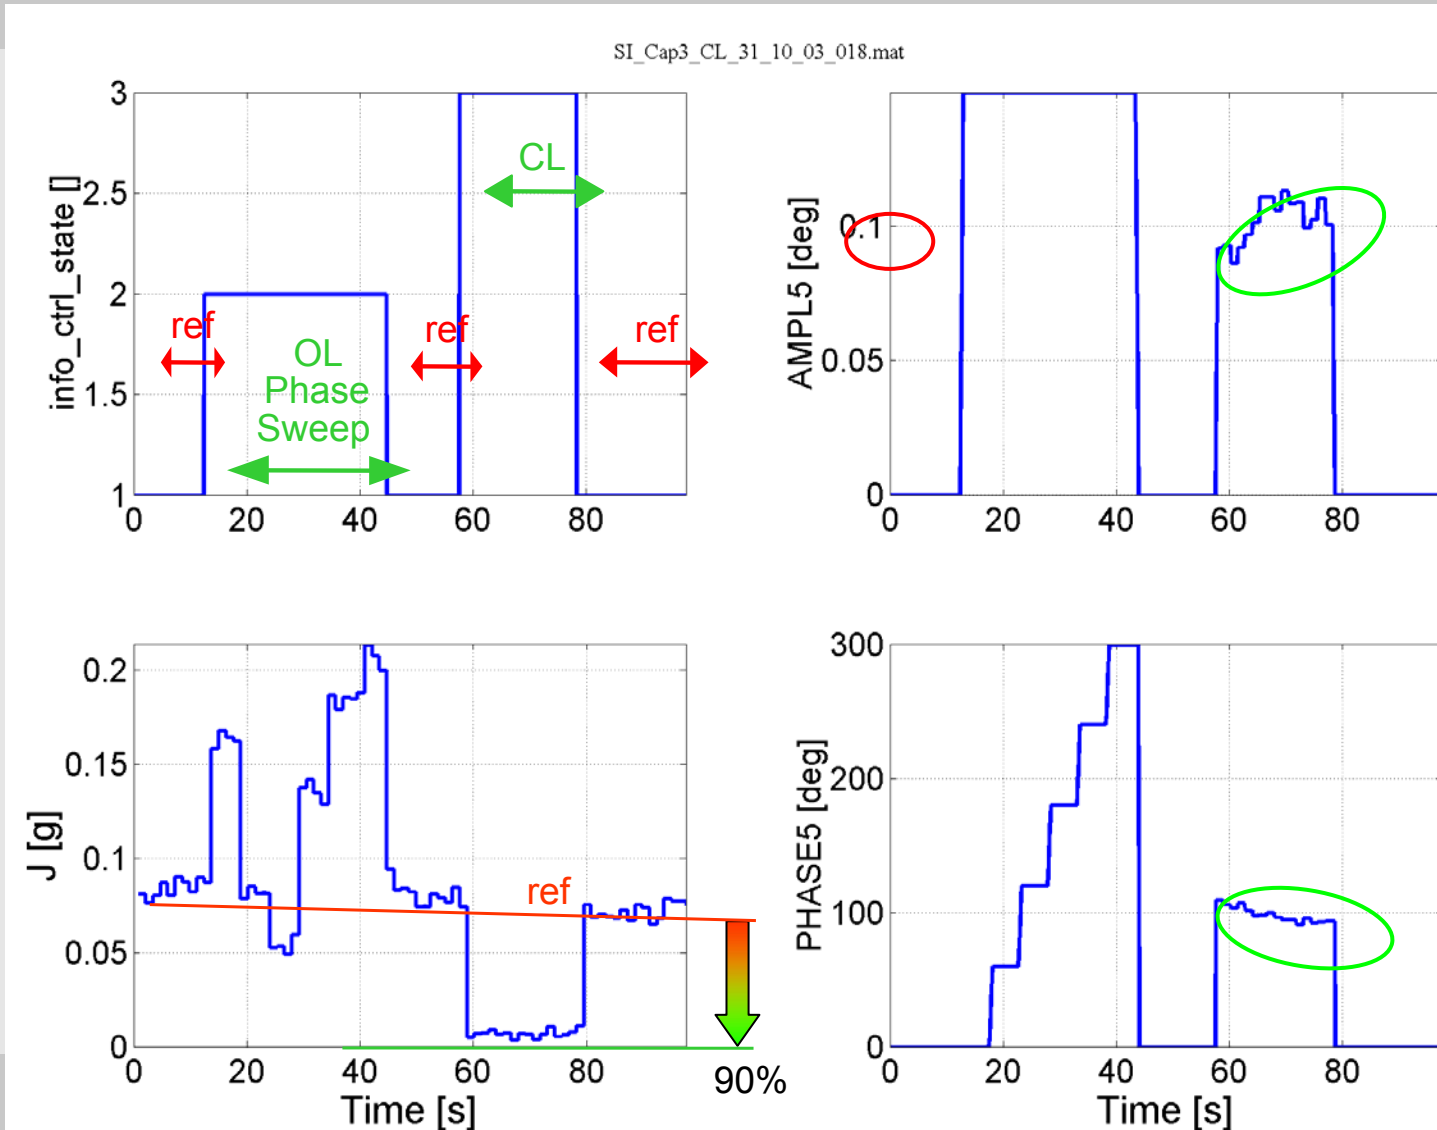 SI_Cap3_CL_31_10_03_018.mat
info_ctrl_state []
3
2.5
2
1.5
1
0
20
40
60
80
CL
ref
ref
ref
OL
Phase
Sweep
AMPL5 [deg]
0.1
0.05
0
0
20
40
60
80
J [g]
0.2
0.15
0.1
0.05
0
0
20
40
60
80
ref
90%
Time [s]
PHASE5 [deg]
300
200
100
0
0
20
40
60
80
Time [s]